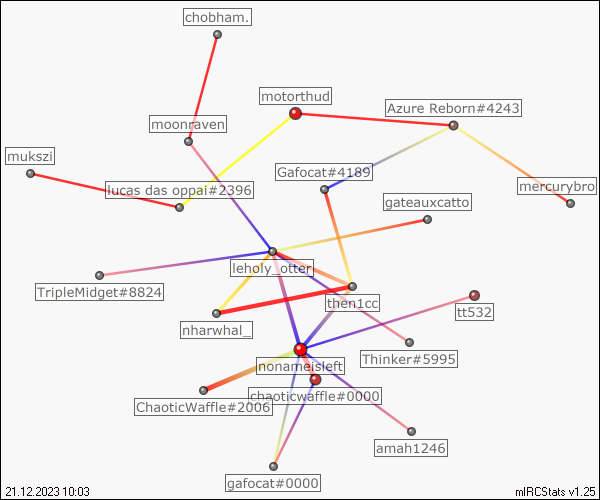 chobham.
motorthud
Azure Reborn#4243
moonraven
mukszi
Gafocat#4189
lucas das oppai#2396
mercurybro
gateauxcatto
leholy_otter
TripleMidget#8824
then1cc
tt532
nharwhal_
Thinker#5995
nonameisleft
chaoticwaffle#0000
ChaoticWaffle#2006
amah1246
gafocat#0000
21.12.2023 10:03
mIRCStats v1.25